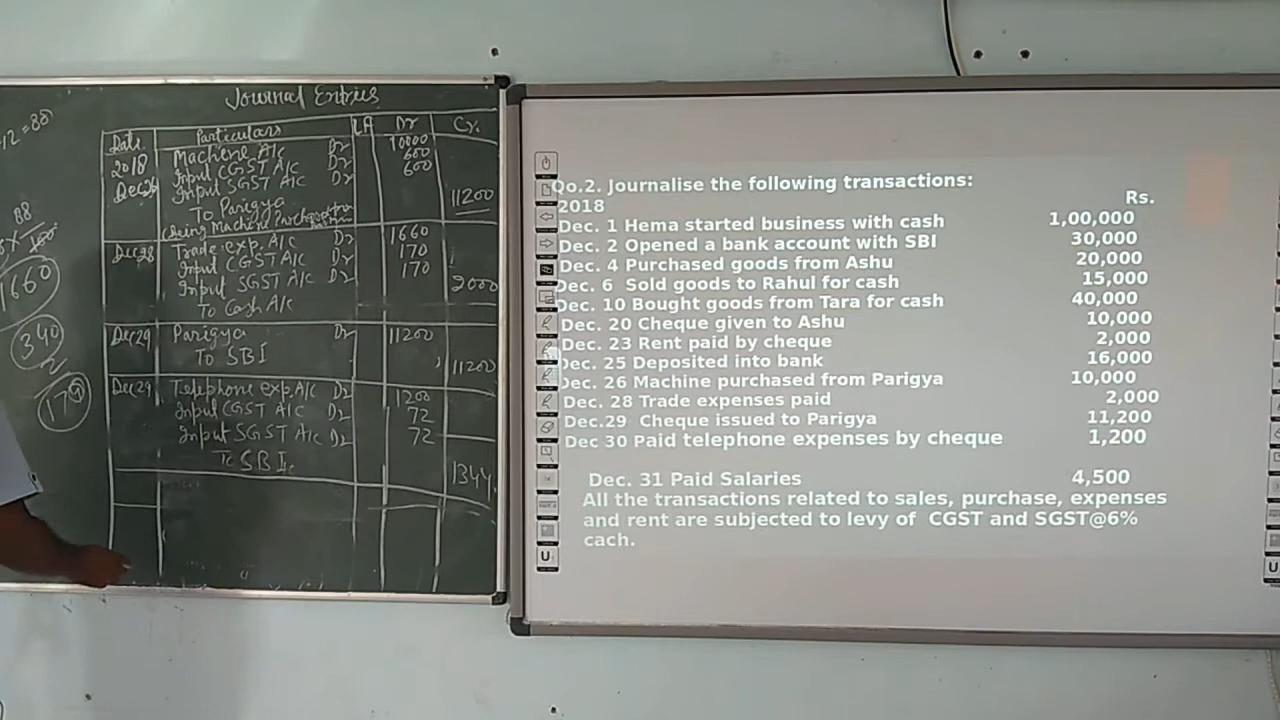 Journal Entries
12=88
88
1660
340
170
Date. Particulars LF Dr Cr.
2018 Machene A/c Dr 10000
Dec 26 Input CGST A/c Dr 600
Input SGST A/c Dr 600
To Parigya 11200
(Being Machine Purchased
Dec 28 Trade exp. A/c Dr 1660
Input CGST A/c Dr 170
Input SGST A/c Dr 170
To Cash A/c 2000
Dec 29 Parigya Dr 11200
To SBI 11200
Dec 29 Telephone exp. A/c Dr 1200
Input CGST A/c Dr 72
Input SGST A/c Dr 72
To SBI 1344
Qo.2. Journalise the following transactions:
2018 Rs.
Dec. 1 Hema started business with cash 1,00,000
Dec. 2 Opened a bank account with SBI 30,000
Dec. 4 Purchased goods from Ashu 20,000
Dec. 6 Sold goods to Rahul for cash 15,000
Dec. 10 Bought goods from Tara for cash 40,000
Dec. 20 Cheque given to Ashu 10,000
Dec. 23 Rent paid by cheque 2,000
Dec. 25 Deposited into bank 16,000
Dec. 26 Machine purchased from Parigya 10,000
Dec. 28 Trade expenses paid 2,000
Dec.29 Cheque issued to Parigya 11,200
Dec 30 Paid telephone expenses by cheque 1,200
Dec. 31 Paid Salaries 4,500
All the transactions related to sales, purchase, expenses
and rent are subjected to levy of CGST and SGST@6%
cach.
U
U